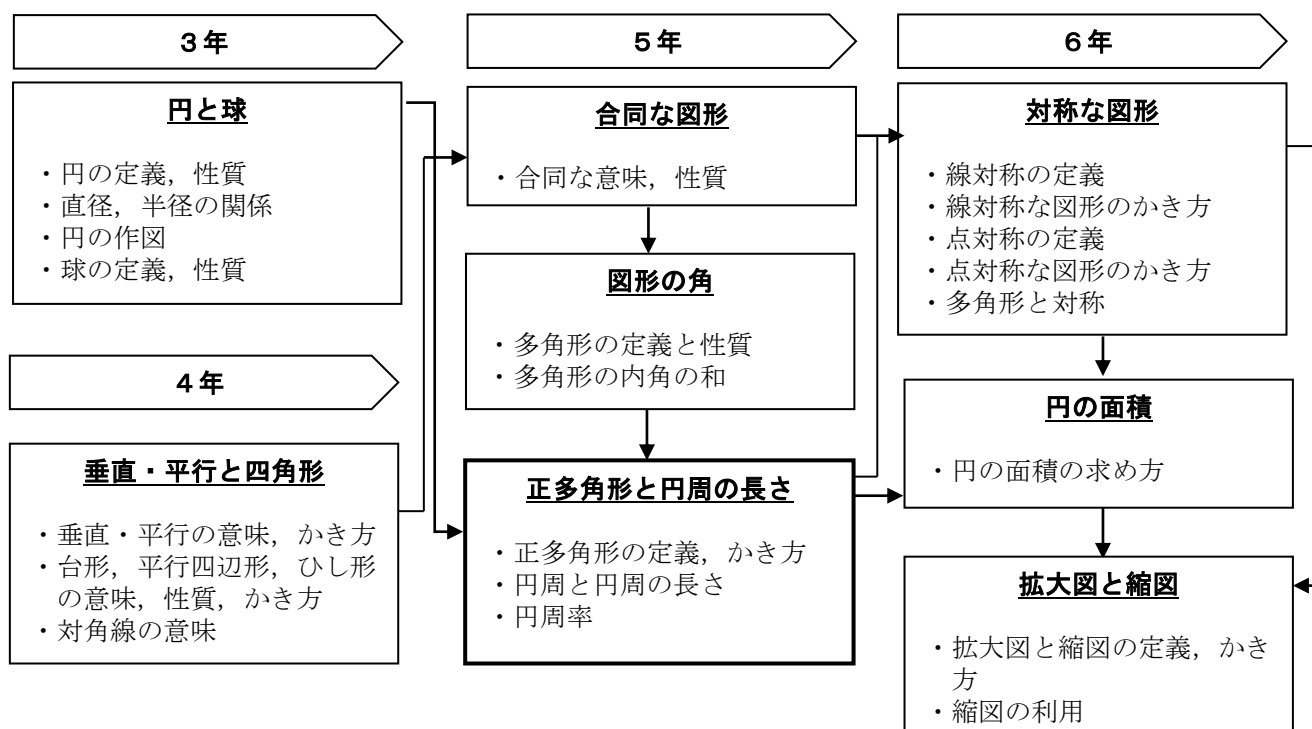 ３年
円と球
・円の定義，性質
・直径，半径の関係
・円の作図
・球の定義，性質
４年
垂直・平行と四角形
・垂直・平行の意味，かき方
・台形，平行四辺形，ひし形
の意味，性質，かき方
・対角線の意味
５年
合同な図形
・合同な意味，性質
図形の角
・多角形の定義と性質
・多角形の内角の和
正多角形と円周の長さ
・正多角形の定義，かき方
・円周と円周の長さ
・円周率
６年
対称な図形
・線対称の定義
・線対称な図形のかき方
・点対称の定義
・点対称な図形のかき方
・多角形と対称
円の面積
・円の面積の求め方
拡大図と縮図
・拡大図と縮図の定義，かき
方
・縮図の利用